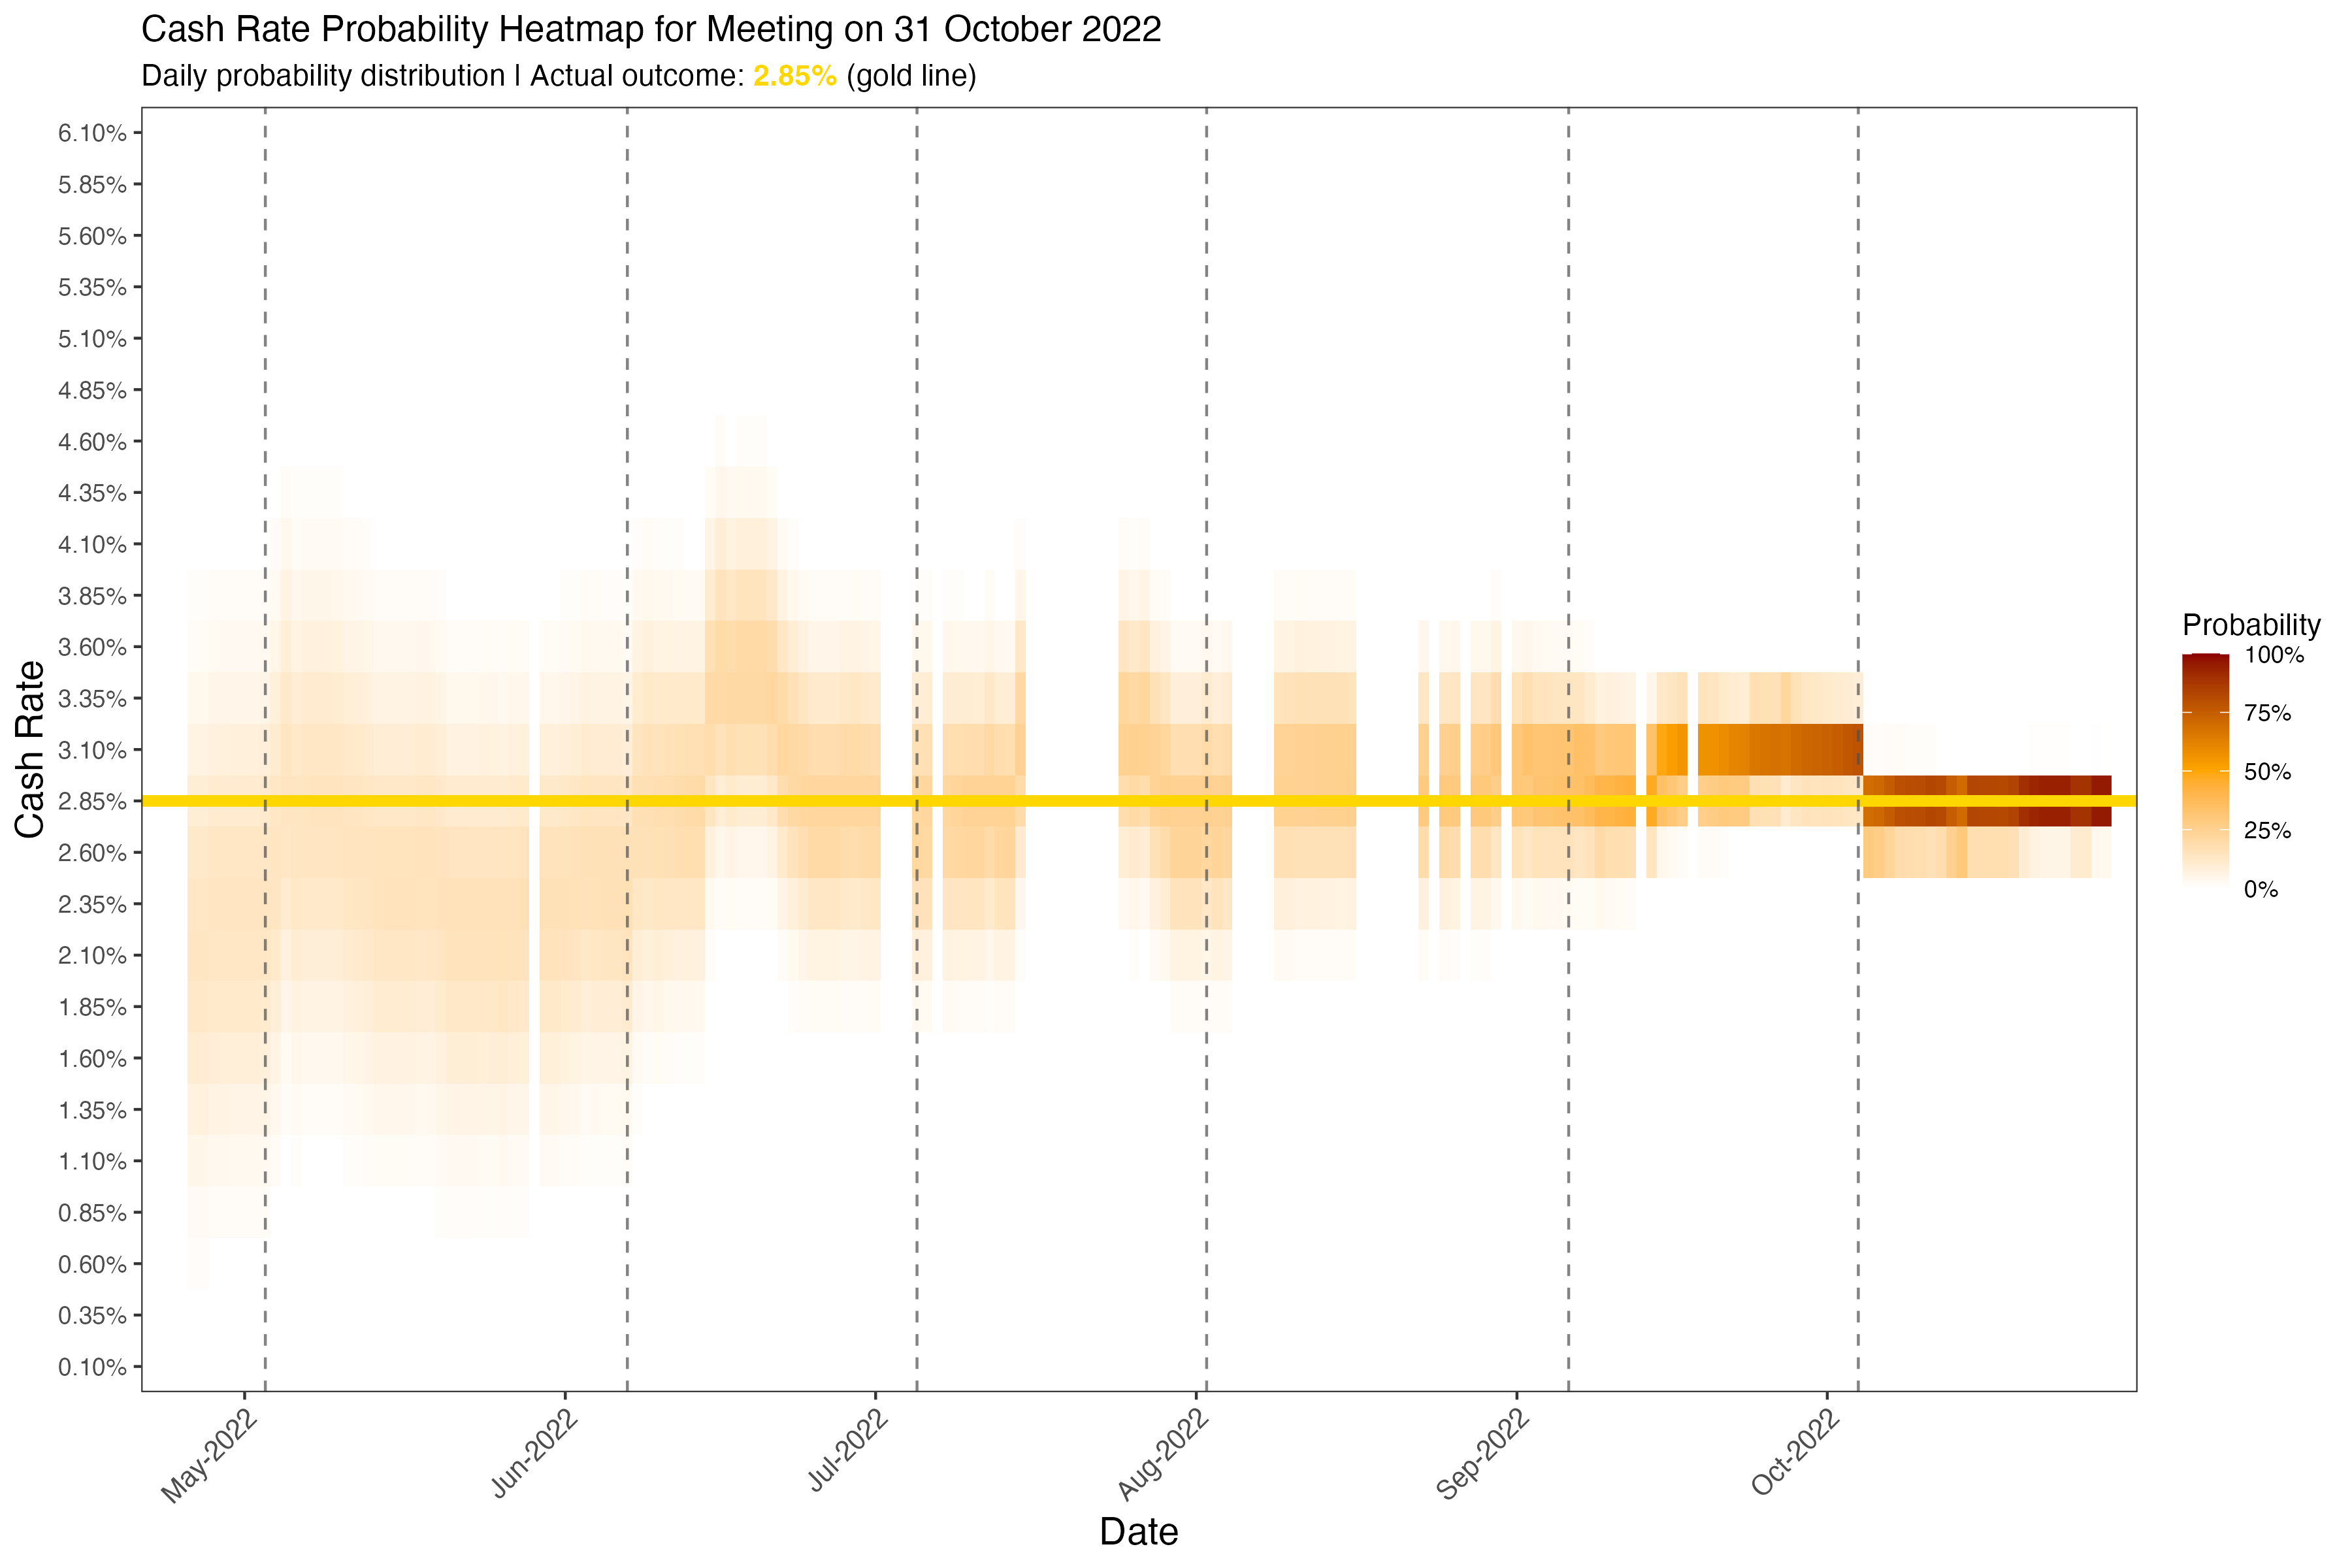 Cash Rate Probability Heatmap for Meeting on 31 October 2022
Daily probability distribution | Actual outcome: 2.85% (gold line)
Cash Rate
6.10%
5.85%
5.60%
5.35%
5.10%
4.85%
4.60%
4.35%
4.10%
3.85%
3.60%
3.35%
3.10%
2.85%
2.60%
2.35%
2.10%
1.85%
1.60%
1.35%
1.10%
0.85%
0.60%
0.35%
0.10%
May-2022
Jun-2022
Jul-2022
Aug-2022
Sep-2022
Oct-2022
Date
Probability
100%
75%
50%
25%
0%